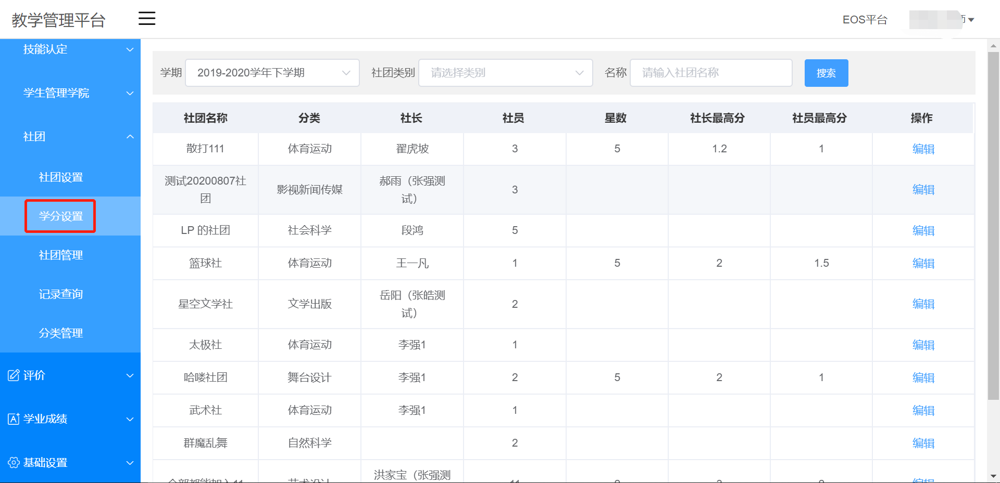 教学管理平台
EOS平台
技能认定
学生管理学院
社团
社团设置
学分设置
社团管理
记录查询
分类管理
评价
学业成绩
基础设置
学期 2019-2020学年下学期 社团类别 请选择类别 名称 请输入社团名称 搜索
社团名称 分类 社长 社员 星数 社长最高分 社员最高分 操作
散打111 体育运动 翟虎坡 3 5 1.2 1 编辑
测试20200807社
团 影视新闻传媒 郝雨（张强测
试） 3 编辑
LP 的社团 社会科学 段鸿 5 编辑
篮球社 体育运动 王一凡 1 5 2 1.5 编辑
星空文学社 文学出版 岳阳（张皓测
试） 2 编辑
太极社 体育运动 李强1 1 编辑
哈喽社团 舞台设计 李强1 2 5 2 1 编辑
武术社 体育运动 李强1 1 编辑
群魔乱舞 自然科学 2 编辑
洪家宝（张强测